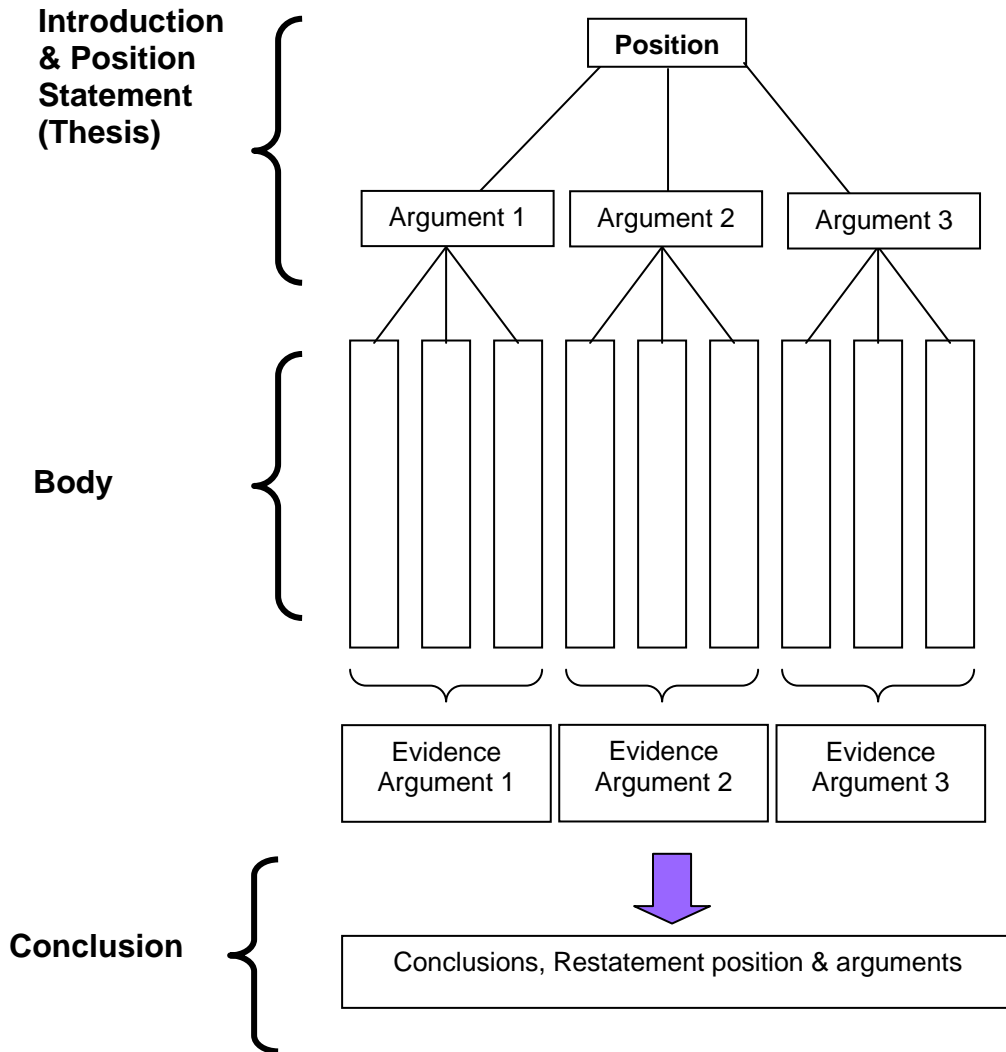 Introduction
& Position
Statement
(Thesis)
Position
Argument 1
Argument 2
Argument 3
Body
Evidence
Argument 1
Evidence
Argument 2
Evidence
Argument 3
Conclusion
Conclusions, Restatement position & arguments